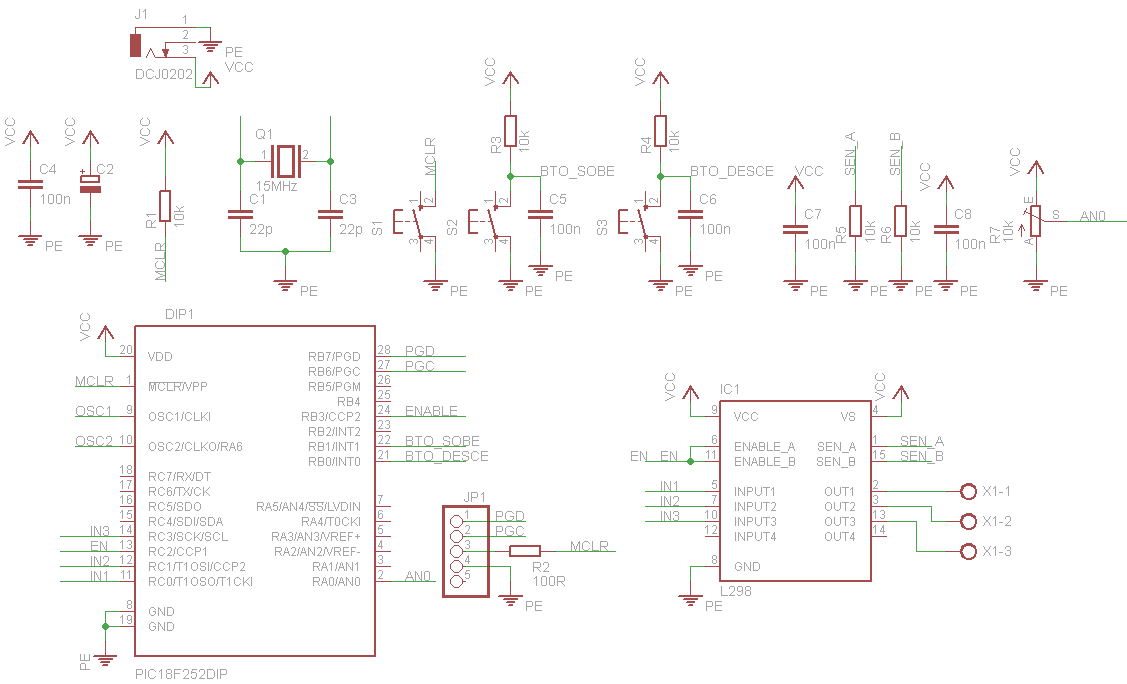 J1
1
2
3
PE
VCC
DCJ0202
VCC
C4
100n
PE
VCC
+
C2
PE
VCC
R1
10k
MCLR
Q1
1
2
15MHz
C1
22p
C3
22p
PE
MCLR
S1
1
2
3
4
PE
VCC
R3
10k
BTO_SOBE
S2
1
2
3
4
C5
100n
PE
PE
VCC
R4
10k
BTO_DESCE
S3
1
2
3
4
C6
100n
PE
PE
VCC
C7
100n
PE
SEN_A
R5
10k
PE
SEN_B
R6
10k
PE
VCC
C8
100n
PE
VCC
R7
10k
E
S
A
AN0
PE
DIP1
VCC
20 VDD
MCLR 1 MCLR/VPP
OSC1 9 OSC1/CLKI
OSC2 10 OSC2/CLKO/RA6
18 RC7/RX/DT
17 RC6/TX/CK
16 RC5/SDO
15 RC4/SDI/SDA
IN3 14 RC3/SCK/SCL
EN 13 RC2/CCP1
IN2 12 RC1/T1OSI/CCP2
IN1 11 RC0/T1OSO/T1CKI
8 GND
19 GND
PE
RB7/PGD 28 PGD
RB6/PGC 27 PGC
RB5/PGM 26
RB4 25
RB3/CCP2 24 ENABLE
RB2/INT2 23
RB1/INT1 22 BTO_SOBE
RB0/INT0 21 BTO_DESCE
RA5/AN4/SS/LVDIN 7
RA4/T0CKI 6
RA3/AN3/VREF+ 5
RA2/AN2/VREF- 4
RA1/AN1 3
RA0/AN0 2 AN0
PIC18F252DIP
JP1
1 PGD
2 PGC
3
4
5
R2
100R
MCLR
PE
IC1
VCC
9 VCC
EN EN
6 ENABLE_A
11 ENABLE_B
IN1 5 INPUT1
IN2 7 INPUT2
IN3 10 INPUT3
12 INPUT4
8 GND
PE
VCC
VS 4
SEN_A 1 SEN_A
SEN_B 15 SEN_B
OUT1 2 X1-1
OUT2 3 X1-2
OUT3 13 X1-3
OUT4 14
L298